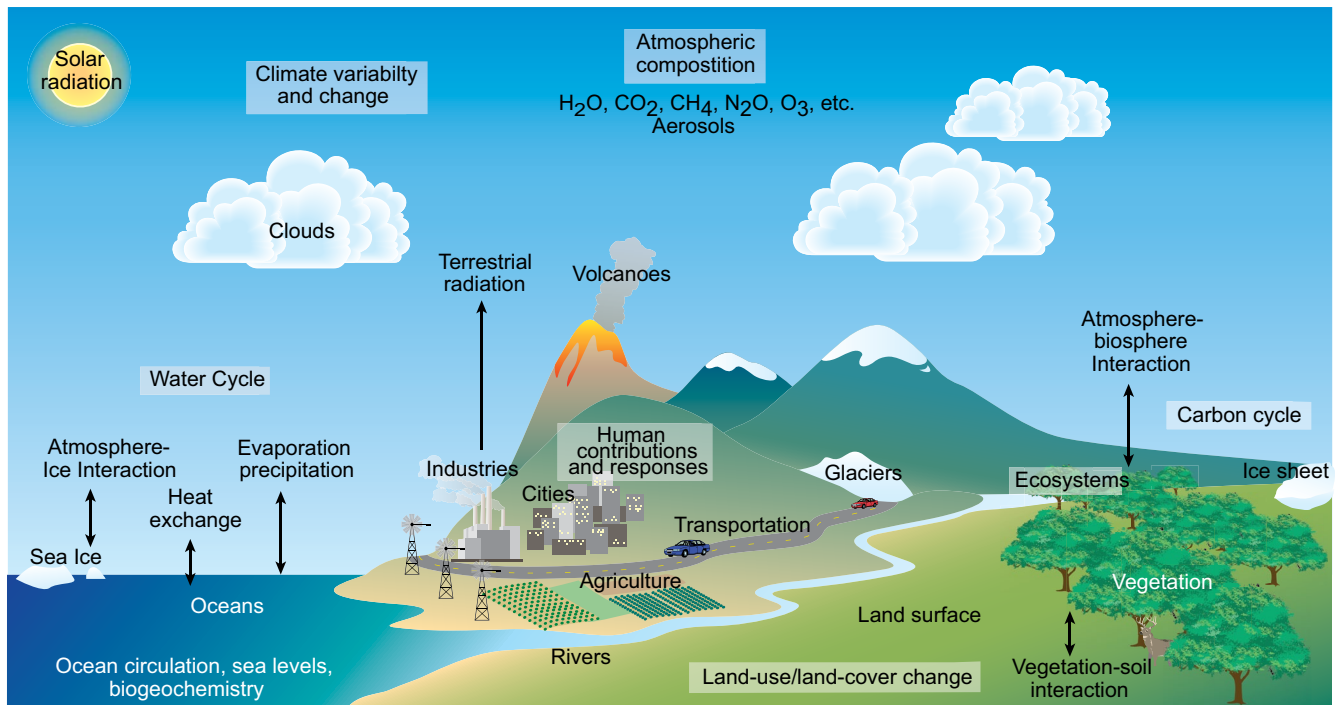 Solar
radiation
Climate variabilty
and change
Atmospheric
compostition
H₂O, CO₂, CH₄, N₂O, O₃, etc.
Aerosols
Clouds
Terrestrial
radiation
Volcanoes
Atmosphere-
biosphere
Interaction
Water Cycle
Carbon cycle
Atmosphere-
Ice Interaction
Evaporation
precipitation
Heat
exchange
Industries
Human
contributions
and responses
Cities
Glaciers
Ecosystems
Ice sheet
Transportation
Sea Ice
Oceans
Agriculture
Vegetation
Land surface
Rivers
Ocean circulation, sea levels,
biogeochemistry
Land-use/land-cover change
Vegetation-soil
interaction